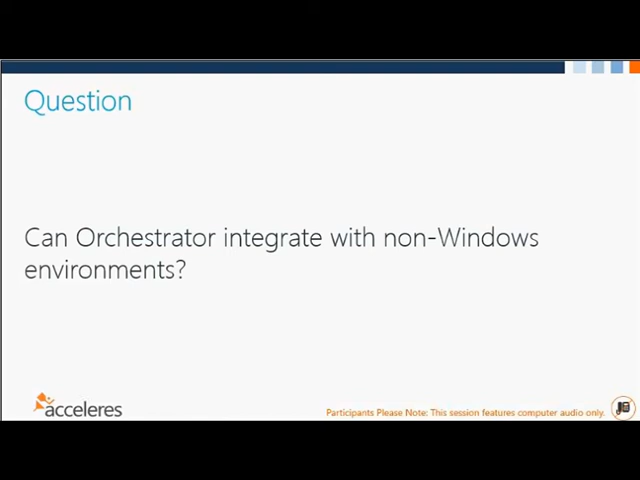 Question
Can Orchestrator integrate with non-Windows
environments?
acceleres
Participants Please Note: This session features computer audio only.